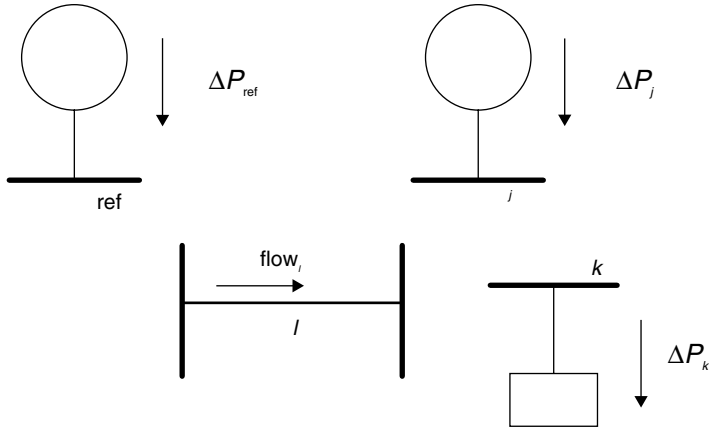 ΔP_ref
ΔP_j
ref
j
flow_l
k
l
ΔP_k